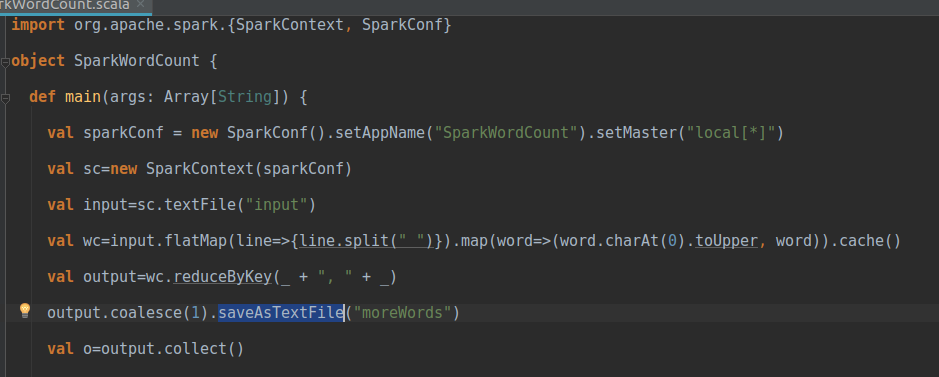 rkWordCount.scala ×
import org.apache.spark.{SparkContext, SparkConf}
object SparkWordCount {
def main(args: Array[String]) {
val sparkConf = new SparkConf().setAppName("SparkWordCount").setMaster("local[*]")
val sc=new SparkContext(sparkConf)
val input=sc.textFile("input")
val wc=input.flatMap(line=>{line.split(" ")}).map(word=>(word.charAt(0).toUpper, word)).cache()
val output=wc.reduceByKey(_ + ", " + _)
output.coalesce(1).saveAsTextFile("moreWords")
val o=output.collect()